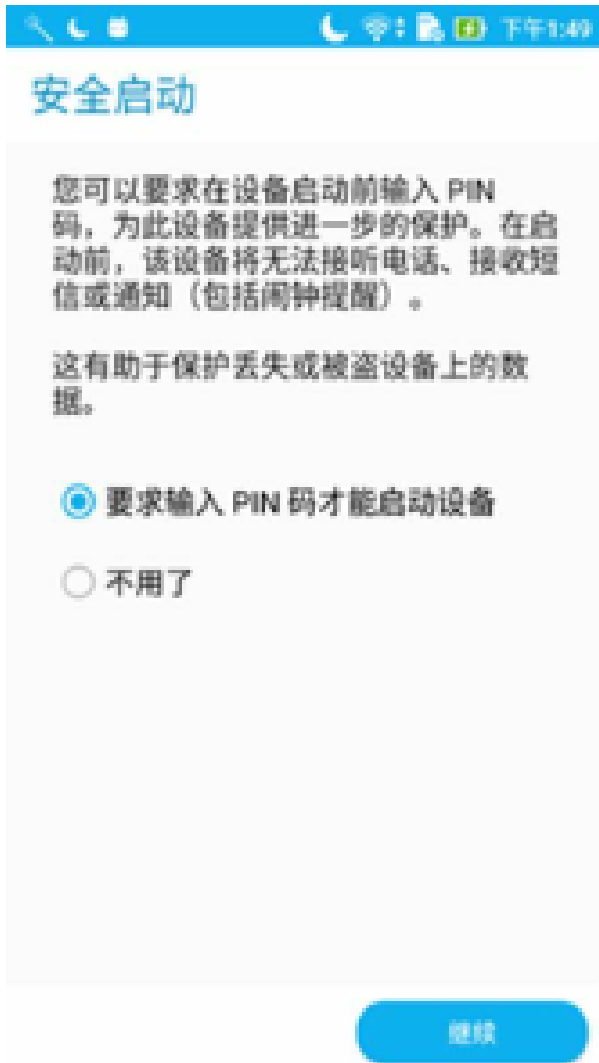 下午1:49
安全启动
您可以要求在设备启动前输入 PIN
码，为此设备提供进一步的保护。在启
动前，该设备将无法接听电话、接收短
信或通知（包括闹钟提醒）。
这有助于保护丢失或被盗设备上的数
据。
要求输入 PIN 码才能启动设备
不用了
继续